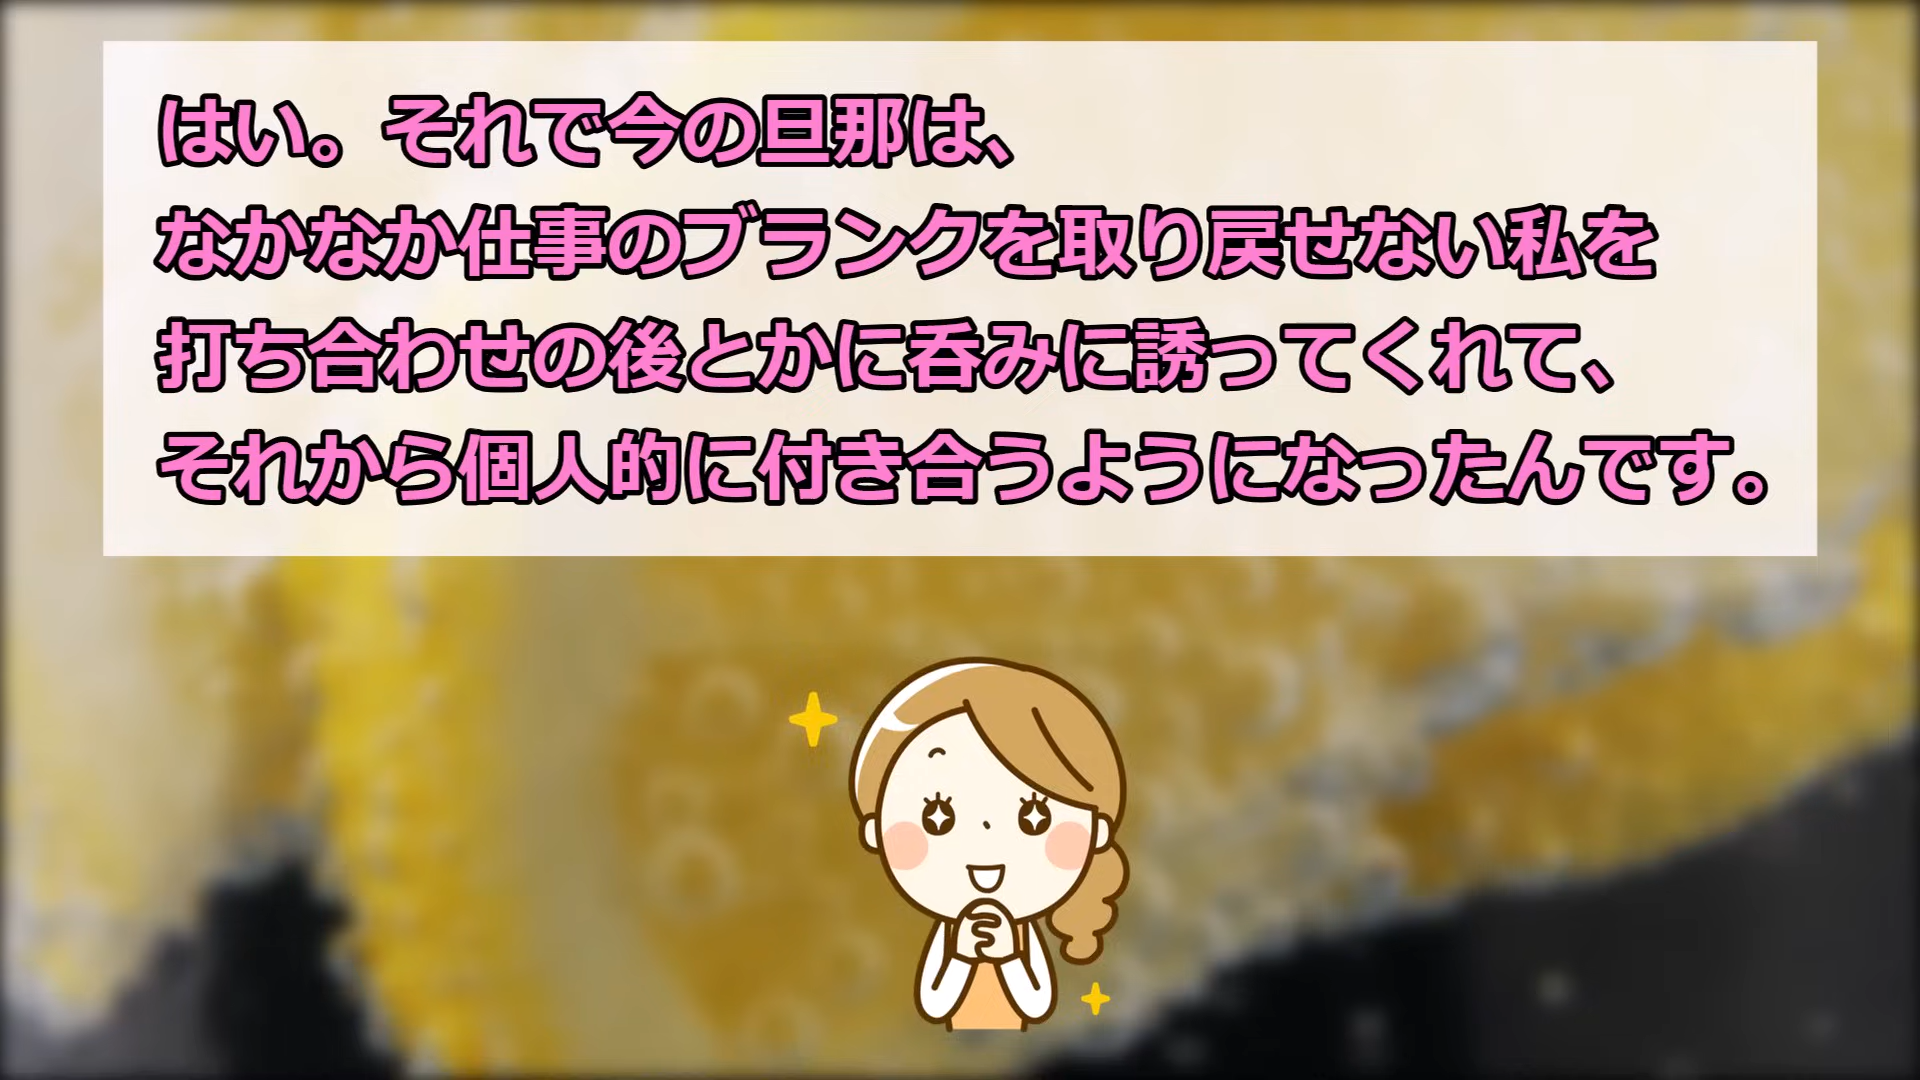 はい。それで今の旦那は、
なかなか仕事のブランクを取り戻せない私を
打ち合わせの後とかに呑みに誘ってくれて、
それから個人的に付き合うようになったんです。